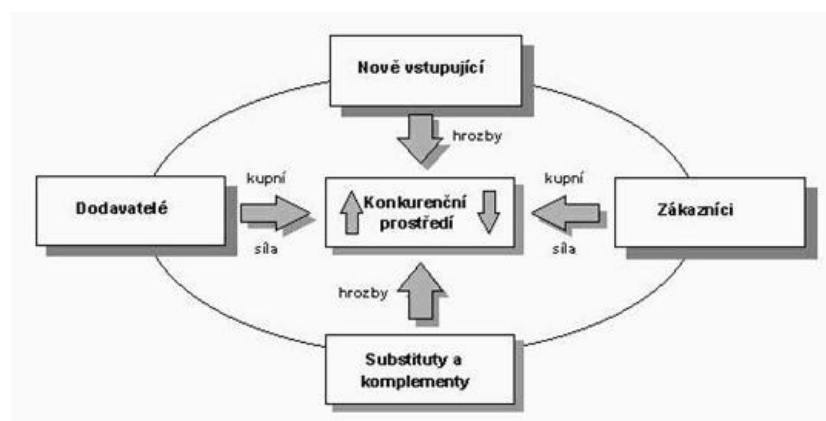 Nově vstupující
hrozby
kupní
kupní
Dodavatelé
Konkurenční
prostředí
Zákazníci
síla
síla
hrozby
Substituty a
komplementy